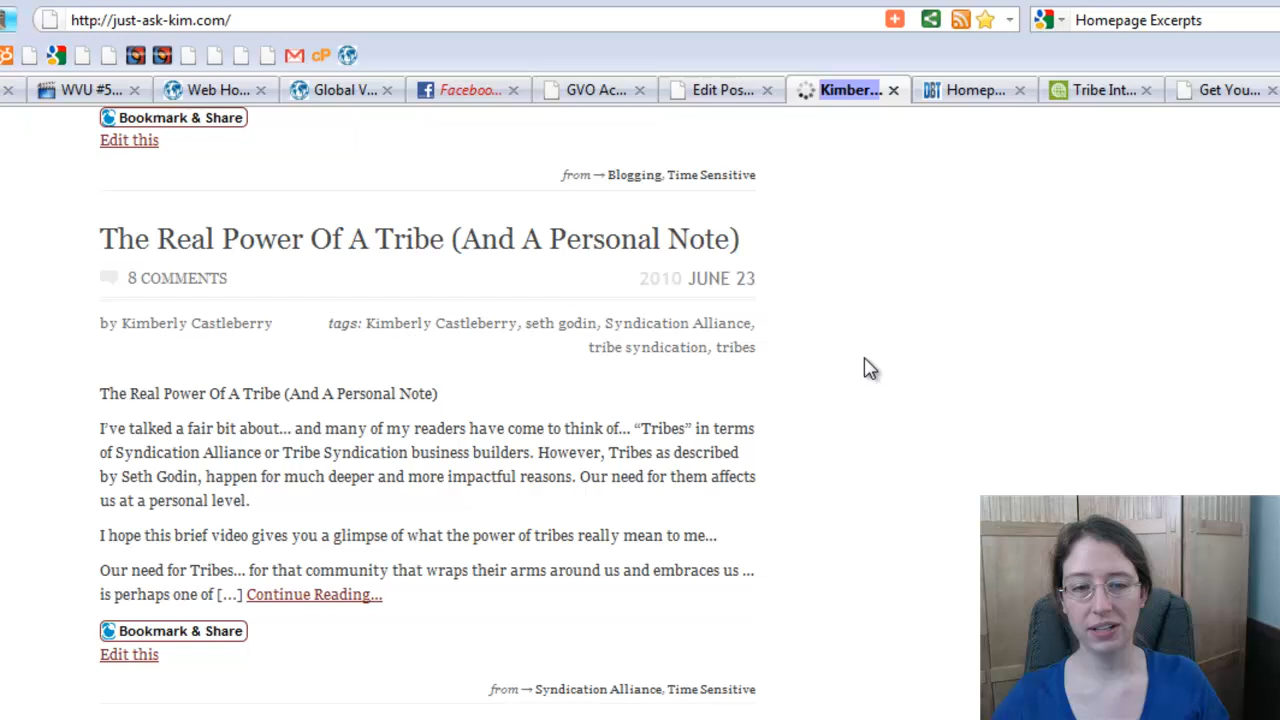 http://just-ask-kim.com/
Homepage Excerpts
cP
WVU #5...
Web Ho...
Global V...
Faceboo...
GVO Ac...
Edit Pos...
Kimber...
DBT Homep...
Tribe Int...
Get You...
Bookmark & Share
Edit this
from → Blogging, Time Sensitive
The Real Power Of A Tribe (And A Personal Note)
8 COMMENTS
2010 JUNE 23
by Kimberly Castleberry
tags: Kimberly Castleberry, seth godin, Syndication Alliance,
tribe syndication, tribes
The Real Power Of A Tribe (And A Personal Note)
I've talked a fair bit about... and many of my readers have come to think of... “Tribes” in terms
of Syndication Alliance or Tribe Syndication business builders. However, Tribes as described
by Seth Godin, happen for much deeper and more impactful reasons. Our need for them affects
us at a personal level.
I hope this brief video gives you a glimpse of what the power of tribes really mean to me...
Our need for Tribes... for that community that wraps their arms around us and embraces us ...
is perhaps one of [...] Continue Reading...
Bookmark & Share
Edit this
from → Syndication Alliance, Time Sensitive